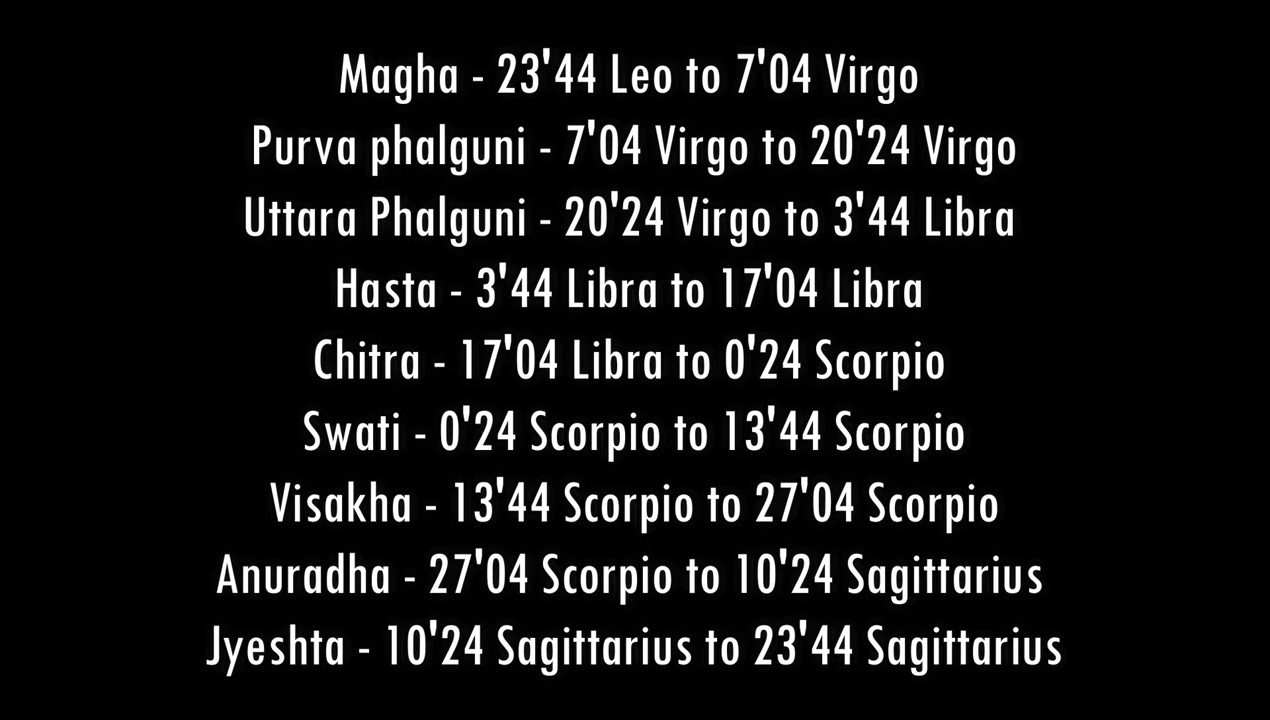 Magha - 23'44 Leo to 7'04 Virgo
Purva phalguni - 7'04 Virgo to 20'24 Virgo
Uttara Phalguni - 20'24 Virgo to 3'44 Libra
Hasta - 3'44 Libra to 17'04 Libra
Chitra - 17'04 Libra to 0'24 Scorpio
Swati - 0'24 Scorpio to 13'44 Scorpio
Visakha - 13'44 Scorpio to 27'04 Scorpio
Anuradha - 27'04 Scorpio to 10'24 Sagittarius
Jyeshta - 10'24 Sagittarius to 23'44 Sagittarius